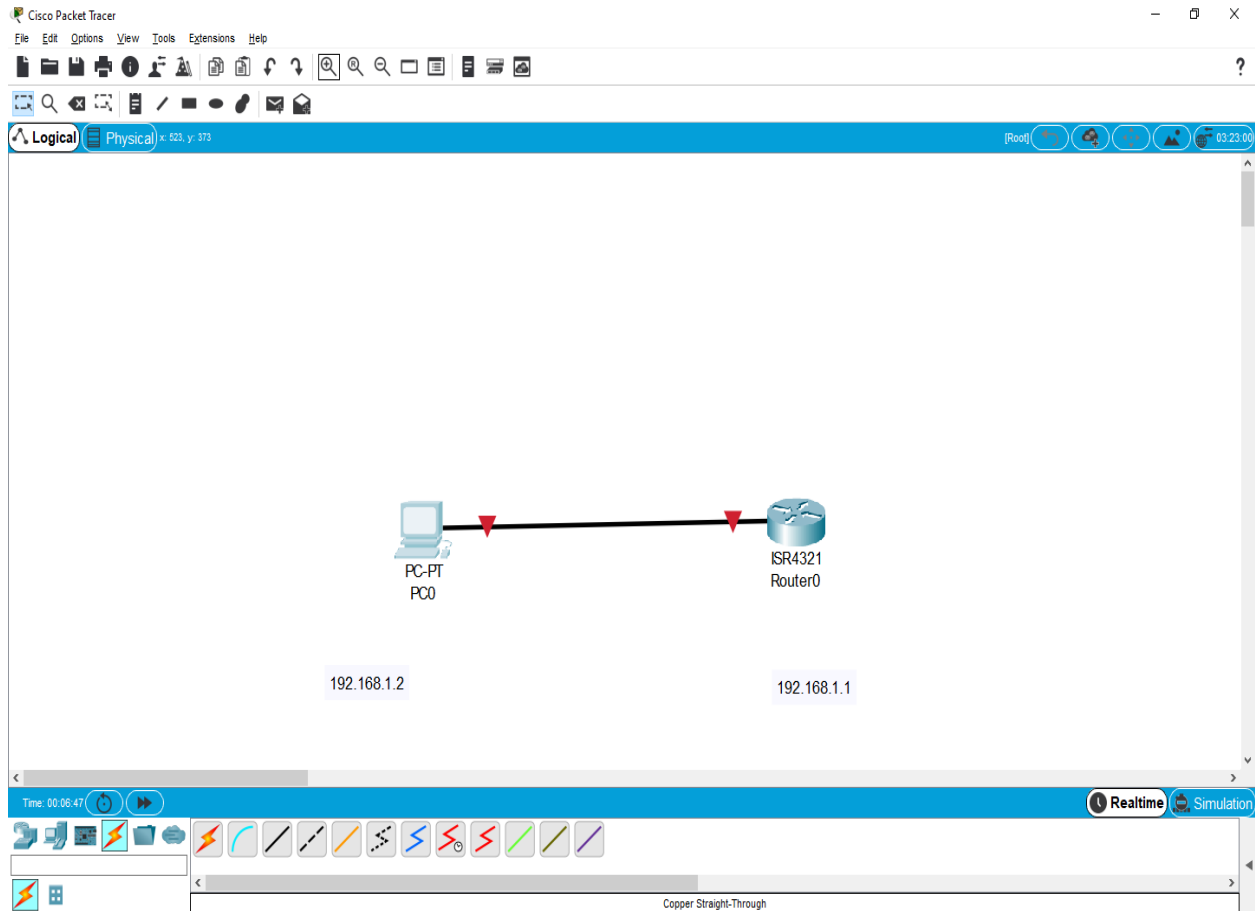 Cisco Packet Tracer
File Edit Options View Tools Extensions Help
?
Logical Physical x: 523, y: 373 [Root] 03:23:00
PC-PT
PC0
ISR4321
Router0
192.168.1.2
192.168.1.1
Time: 00:06:47 Realtime Simulation
Copper Straight-Through